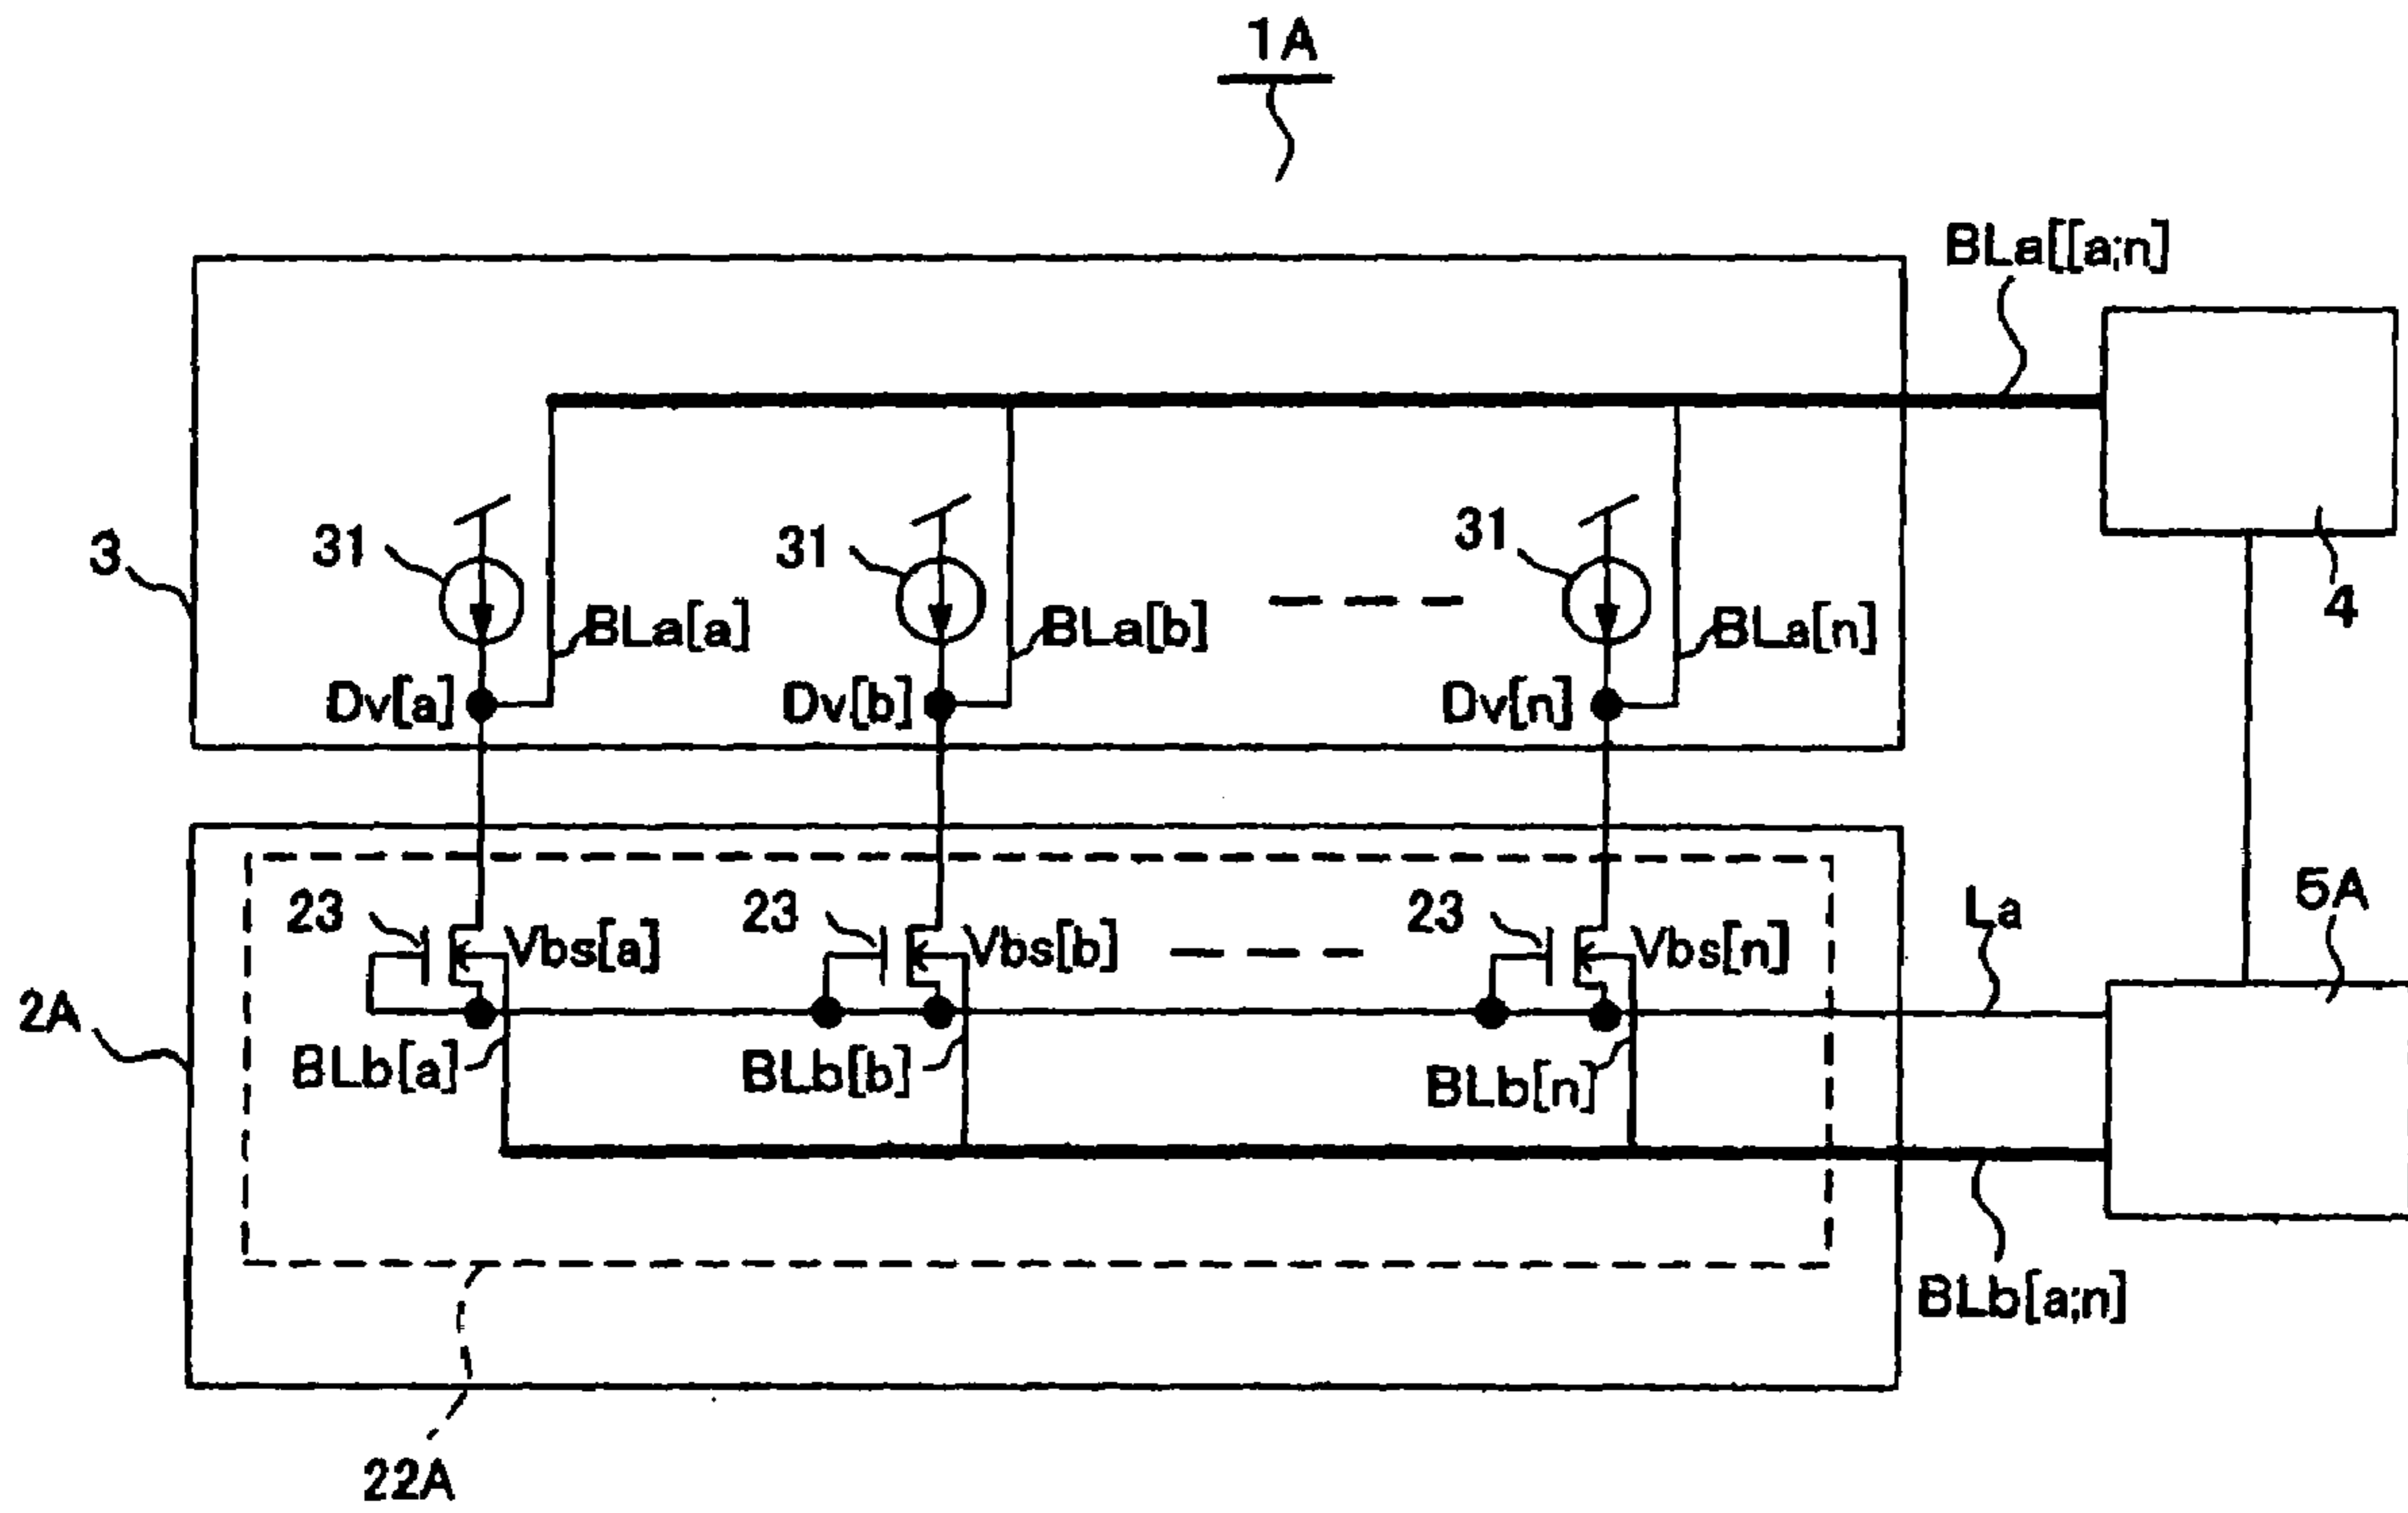 1A
BLa[[a;n]
31
31
31
3
4
BLa[a]
BLa[b]
BLa[n]
Dv[a]
Dv[b]
Dv[n]
23
Vbs[a]
23
Vbs[b]
23
Vbs[n]
La
5A
2A
BLb[a]
BLb[b]
BLb[n]
BLb[a;n]
22A